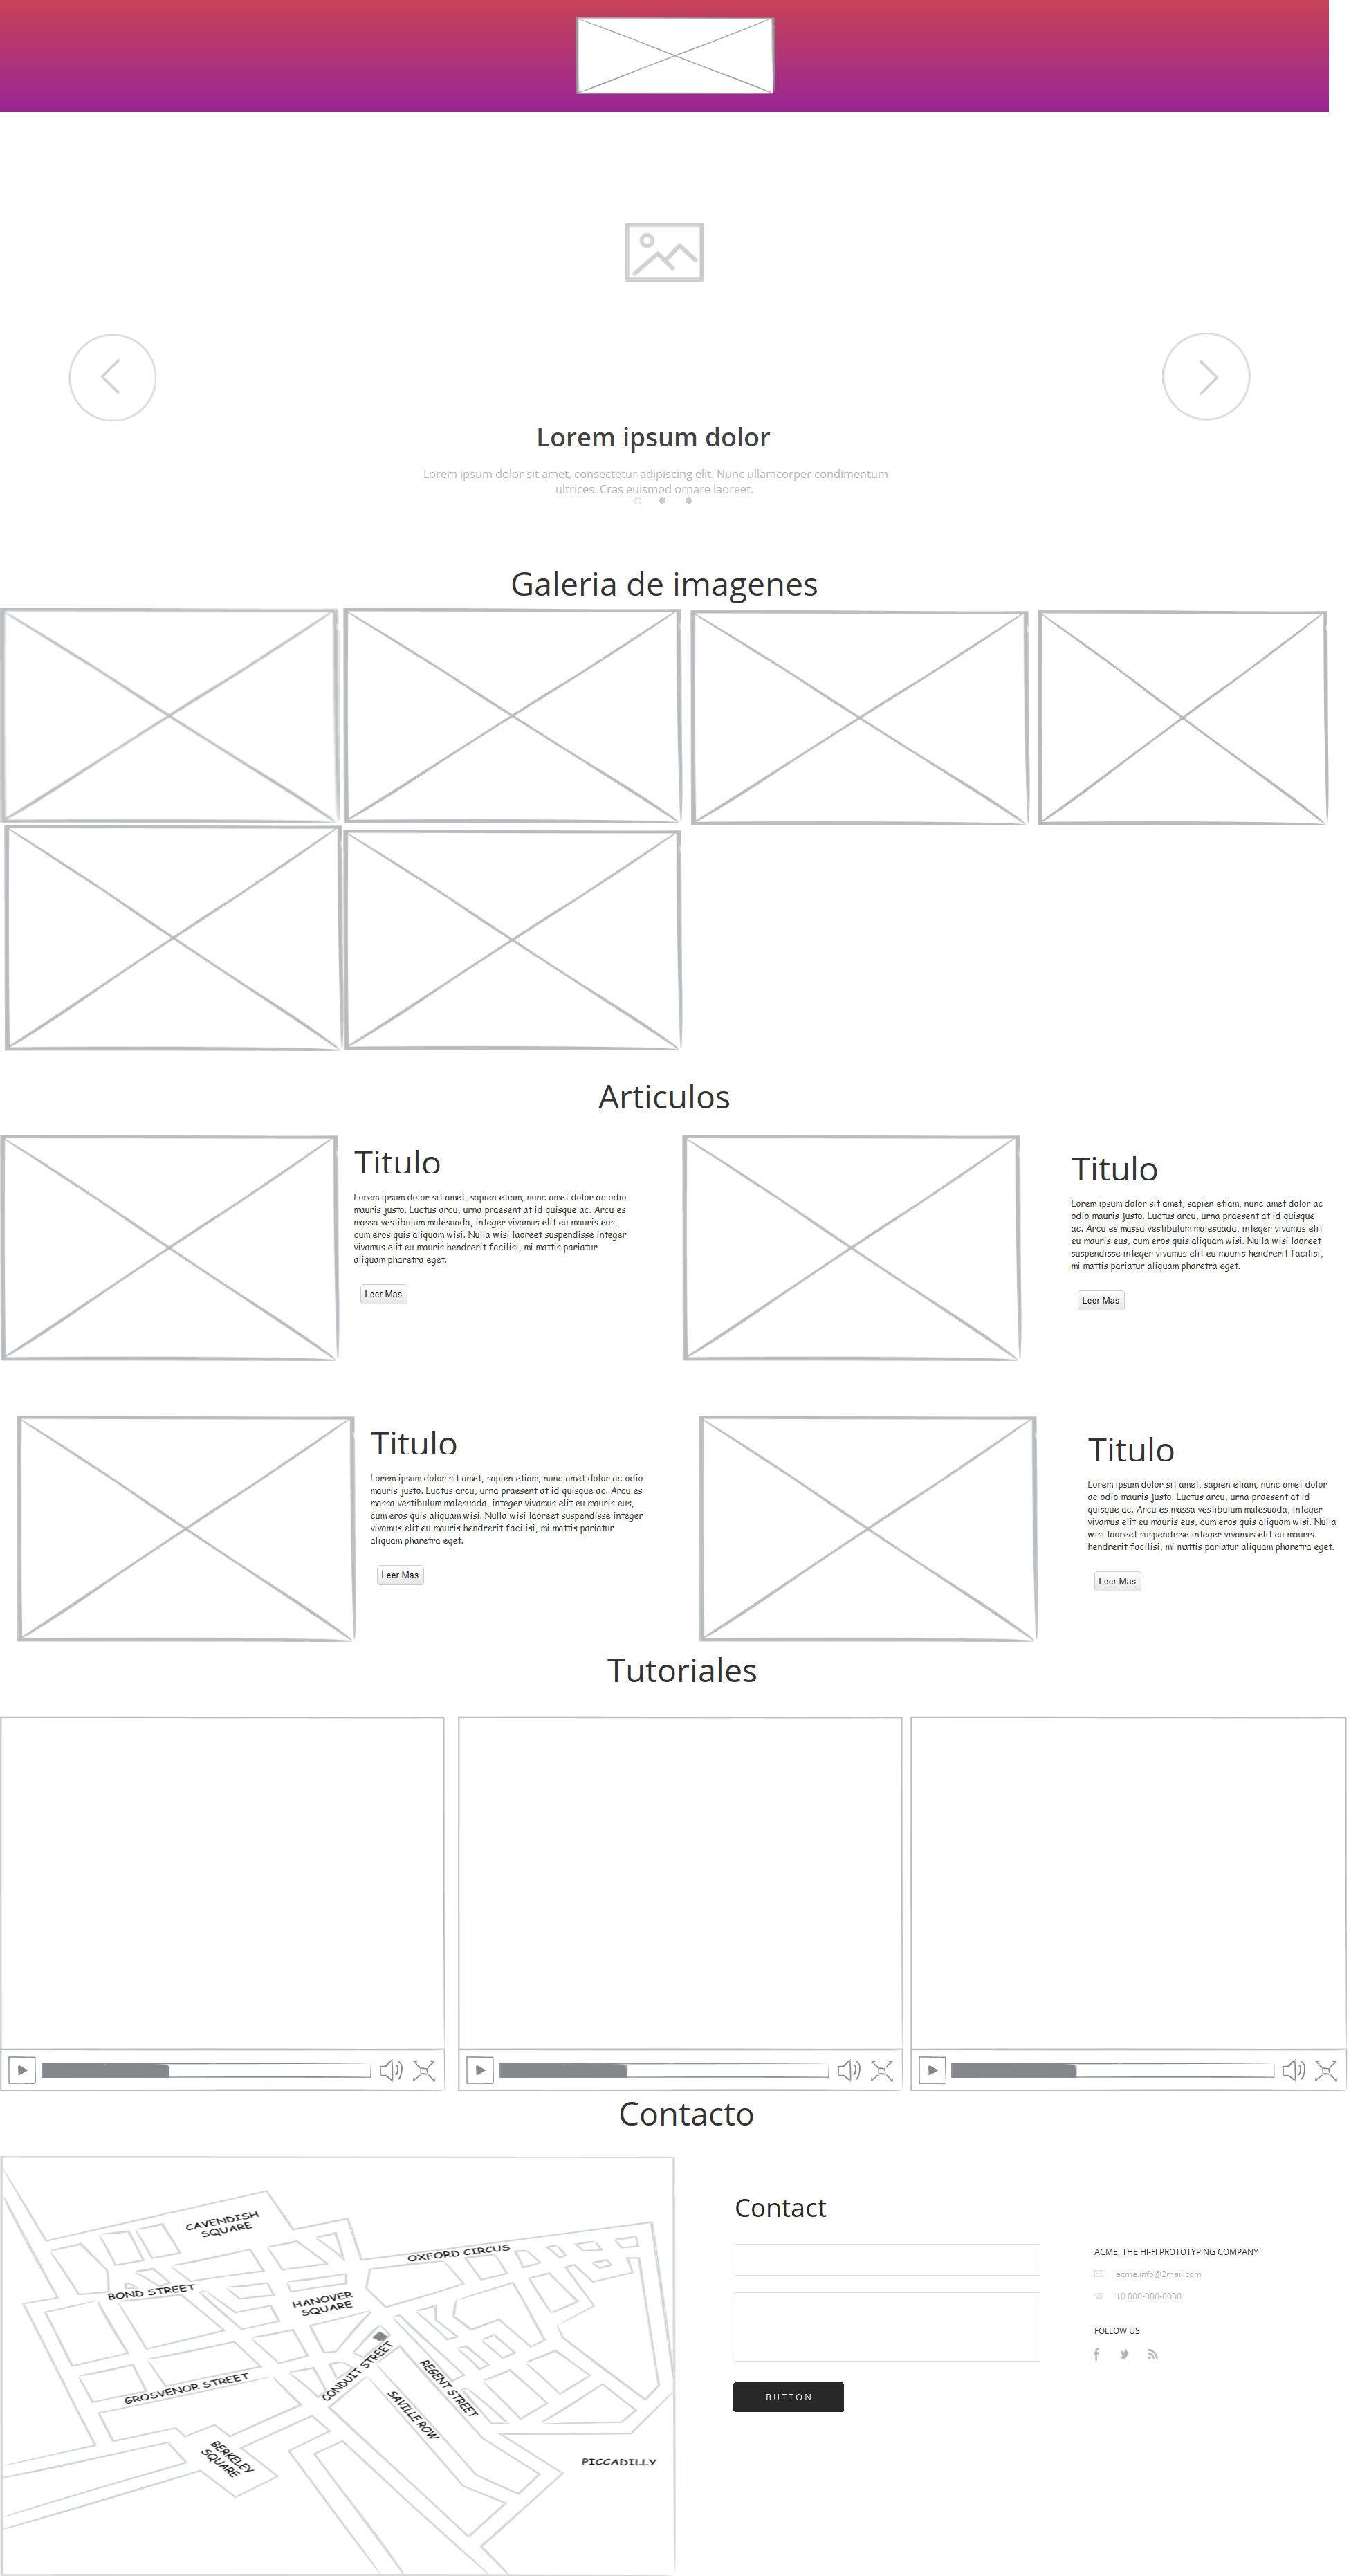 Lorem ipsum dolor
Lorem ipsum dolor sit amet, consectetur adipiscing elit. Nunc ullamcorper condimentum
ultrices. Cras euismod ornare laoreet.
Galeria de imagenes
Articulos
Titulo
Lorem ipsum dolor sit amet, sapien etiam, nunc amet dolor ac odio
mauris justo. Luctus arcu, urna praesent at id quisque ac. Arcu es
massa vestibulum malesuada, integer vivamus elit eu mauris eus,
cum eros quis aliquam wisi. Nulla wisi laoreet suspendisse integer
vivamus elit eu mauris hendrerit facilisi, mi mattis pariatur
aliquam pharetra eget.
Leer Mas
Titulo
Lorem ipsum dolor sit amet, sapien etiam, nunc amet dolor ac
odio mauris justo. Luctus arcu, urna praesent at id quisque
ac. Arcu es massa vestibulum malesuada, integer vivamus elit
eu mauris eus, cum eros quis aliquam wisi. Nulla wisi laoreet
suspendisse integer vivamus elit eu mauris hendrerit facilisi,
mi mattis pariatur aliquam pharetra eget.
Leer Mas
Titulo
Lorem ipsum dolor sit amet, sapien etiam, nunc amet dolor ac odio
mauris justo. Luctus arcu, urna praesent at id quisque ac. Arcu es
massa vestibulum malesuada, integer vivamus elit eu mauris eus,
cum eros quis aliquam wisi. Nulla wisi laoreet suspendisse integer
vivamus elit eu mauris hendrerit facilisi, mi mattis pariatur
aliquam pharetra eget.
Leer Mas
Titulo
Lorem ipsum dolor sit amet, sapien etiam, nunc amet dolor
ac odio mauris justo. Luctus arcu, urna praesent at id
quisque ac. Arcu es massa vestibulum malesuada, integer
vivamus elit eu mauris eus, cum eros quis aliquam wisi. Nulla
wisi laoreet suspendisse integer vivamus elit eu mauris
hendrerit facilisi, mi mattis pariatur aliquam pharetra eget.
Leer Mas
Tutoriales
Contacto
CAVENDISH
SQUARE
OXFORD CIRCUS
BOND STREET
HANOVER
SQUARE
CONDUIT STREET
REGENT STREET
GROSVENOR STREET
SAVILLE ROW
BERKELEY
SQUARE
PICCADILLY
Contact
BUTTON
ACME, THE HI-FI PROTOTYPING COMPANY
acme.info@2mail.com
+0 000-000-0000
FOLLOW US